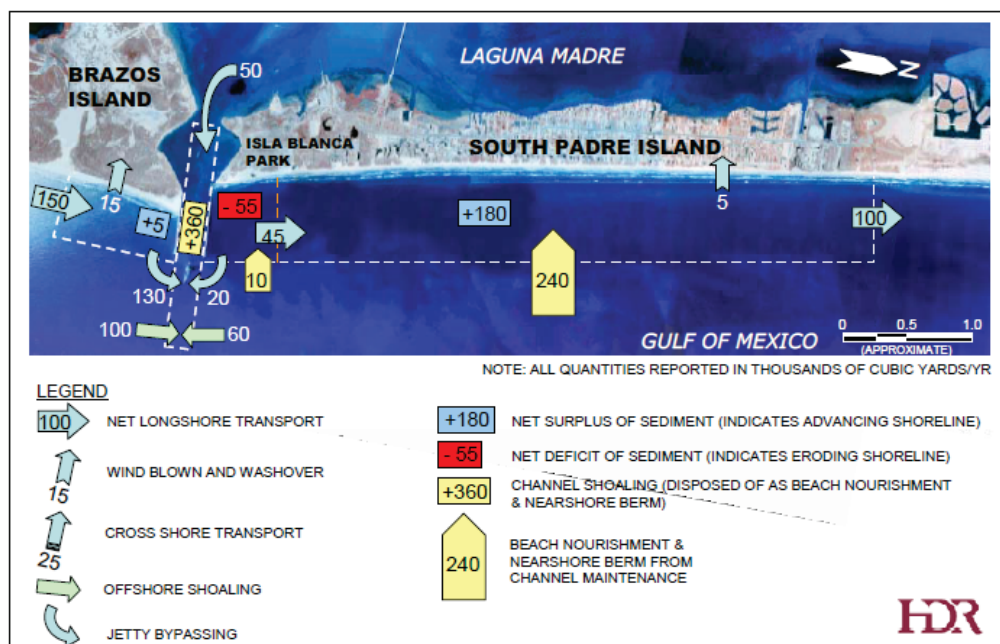 LAGUNA MADRE
BRAZOS
ISLAND
50
N
ISLA BLANCA
PARK
SOUTH PADRE ISLAND
150
15
+5
+360
- 55
45
+180
5
100
130
20
10
240
100
60
GULF OF MEXICO
0 0.5 1.0
(APPROXIMATE)
NOTE: ALL QUANTITIES REPORTED IN THOUSANDS OF CUBIC YARDS/YR
LEGEND
100 NET LONGSHORE TRANSPORT
WIND BLOWN AND WASHOVER
15
CROSS SHORE TRANSPORT
25
OFFSHORE SHOALING
JETTY BYPASSING
+180 NET SURPLUS OF SEDIMENT (INDICATES ADVANCING SHORELINE)
- 55 NET DEFICIT OF SEDIMENT (INDICATES ERODING SHORELINE)
+360 CHANNEL SHOALING (DISPOSED OF AS BEACH NOURISHMENT
& NEARSHORE BERM)
240
BEACH NOURISHMENT &
NEARSHORE BERM FROM
CHANNEL MAINTENANCE
HDR